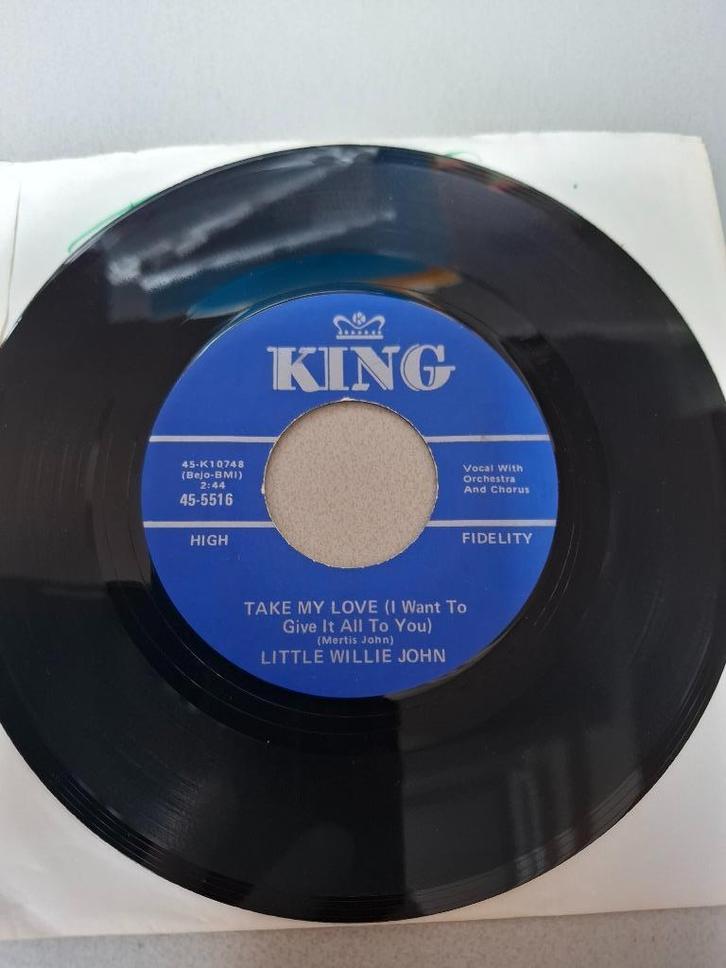 KING
45-K10748
(Bejo-BMI)
2:44
45-5516
Vocal With
Orchestra
And Chorus
HIGH FIDELITY
TAKE MY LOVE (I Want To
Give It All To You)
(Mertis John)
LITTLE WILLIE JOHN